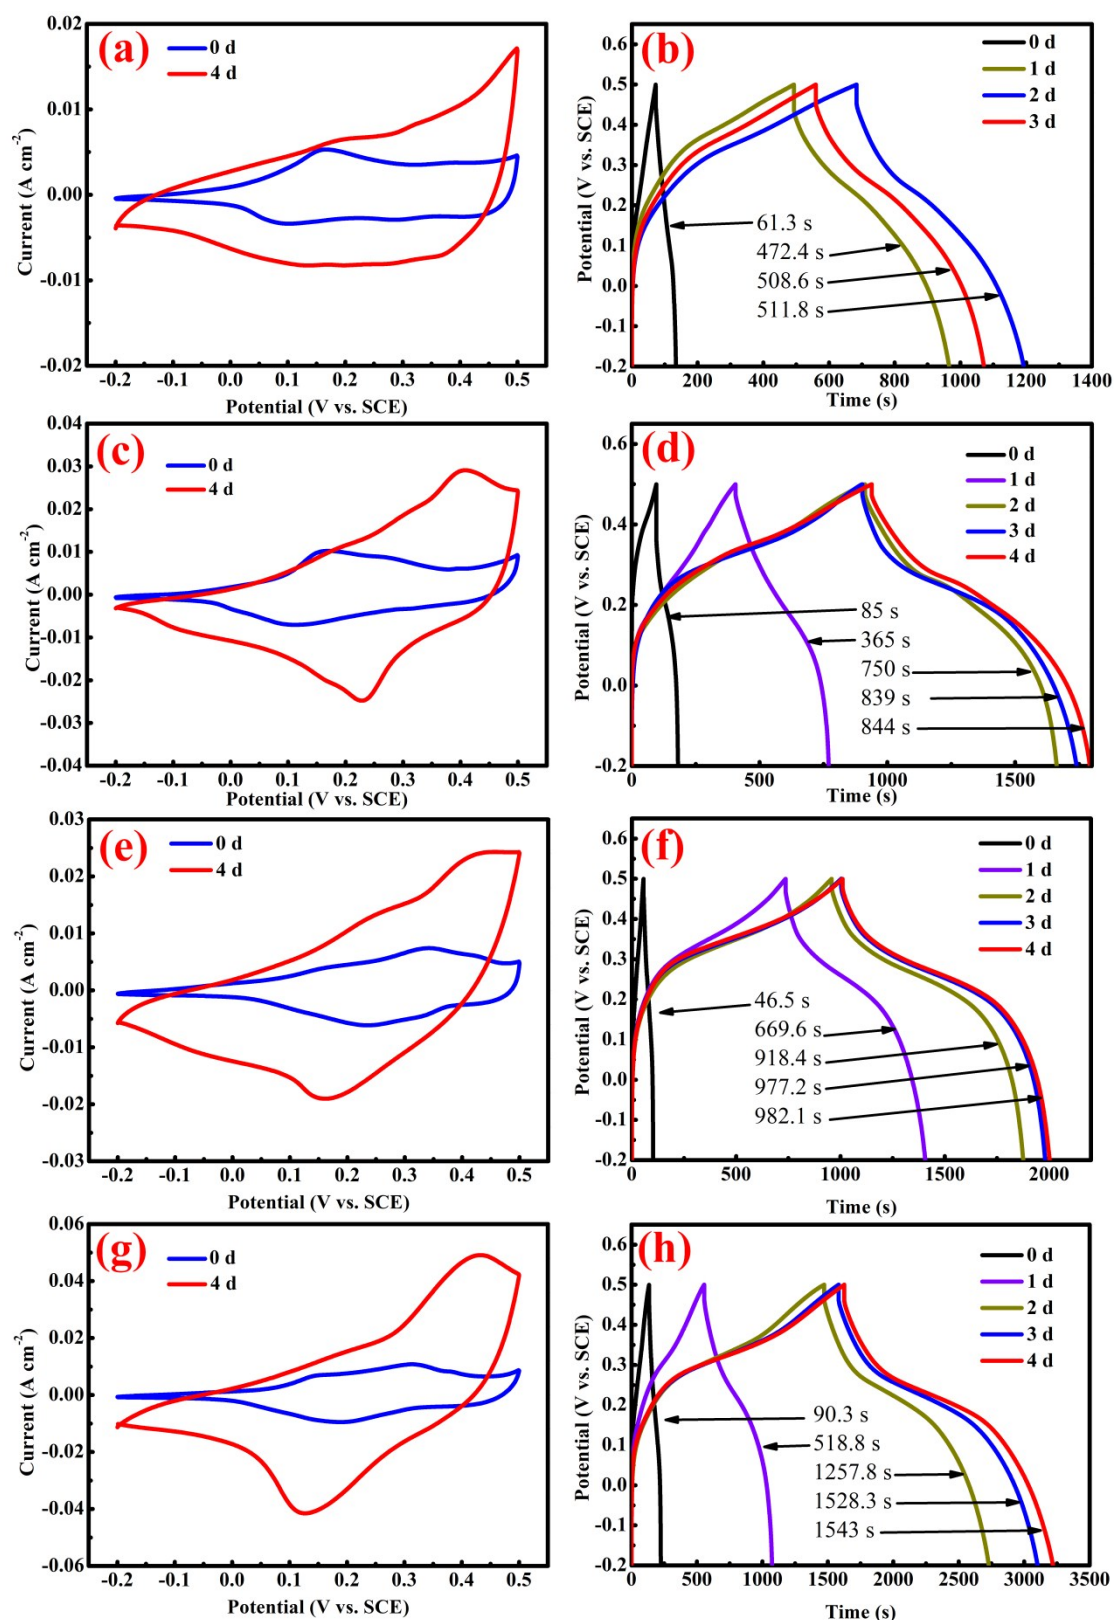 (a)
0 d
4 d
0.02
0.01
0.00
-0.01
-0.02
Current (A cm-2)
-0.2 -0.1 0.0 0.1 0.2 0.3 0.4 0.5
Potential (V vs. SCE)
(b)
0 d
1 d
2 d
3 d
0.6
0.5
0.4
0.3
0.2
0.1
0.0
-0.1
-0.2
Potential (V vs. SCE)
61.3 s
472.4 s
508.6 s
511.8 s
0 200 400 600 800 1000 1200 1400
Time (s)
(c)
0 d
4 d
0.04
0.03
0.02
0.01
0.00
-0.01
-0.02
-0.03
-0.04
Current (A cm-2)
-0.2 -0.1 0.0 0.1 0.2 0.3 0.4 0.5
Potential (V vs. SCE)
(d)
0 d
1 d
2 d
3 d
4 d
0.6
0.4
0.2
0.0
-0.2
Potential (V vs. SCE)
85 s
365 s
750 s
839 s
844 s
0 500 1000 1500
Time (s)
(e)
0 d
4 d
0.03
0.02
0.01
0.00
-0.01
-0.02
-0.03
Current (A cm-2)
-0.2 -0.1 0.0 0.1 0.2 0.3 0.4 0.5
Potential (V vs. SCE)
(f)
0 d
1 d
2 d
3 d
4 d
0.6
0.5
0.4
0.3
0.2
0.1
0.0
-0.1
-0.2
Potential (V vs. SCE)
46.5 s
669.6 s
918.4 s
977.2 s
982.1 s
0 500 1000 1500 2000
Time (s)
(g)
0 d
4 d
0.06
0.04
0.02
0.00
-0.02
-0.04
-0.06
Current (A cm-2)
-0.2 -0.1 0.0 0.1 0.2 0.3 0.4 0.5
Potential (V vs. SCE)
(h)
0 d
1 d
2 d
3 d
4 d
0.6
0.5
0.4
0.3
0.2
0.1
0.0
-0.1
-0.2
Potential (V vs. SCE)
90.3 s
518.8 s
1257.8 s
1528.3 s
1543 s
0 500 1000 1500 2000 2500 3000 3500
Time (s)